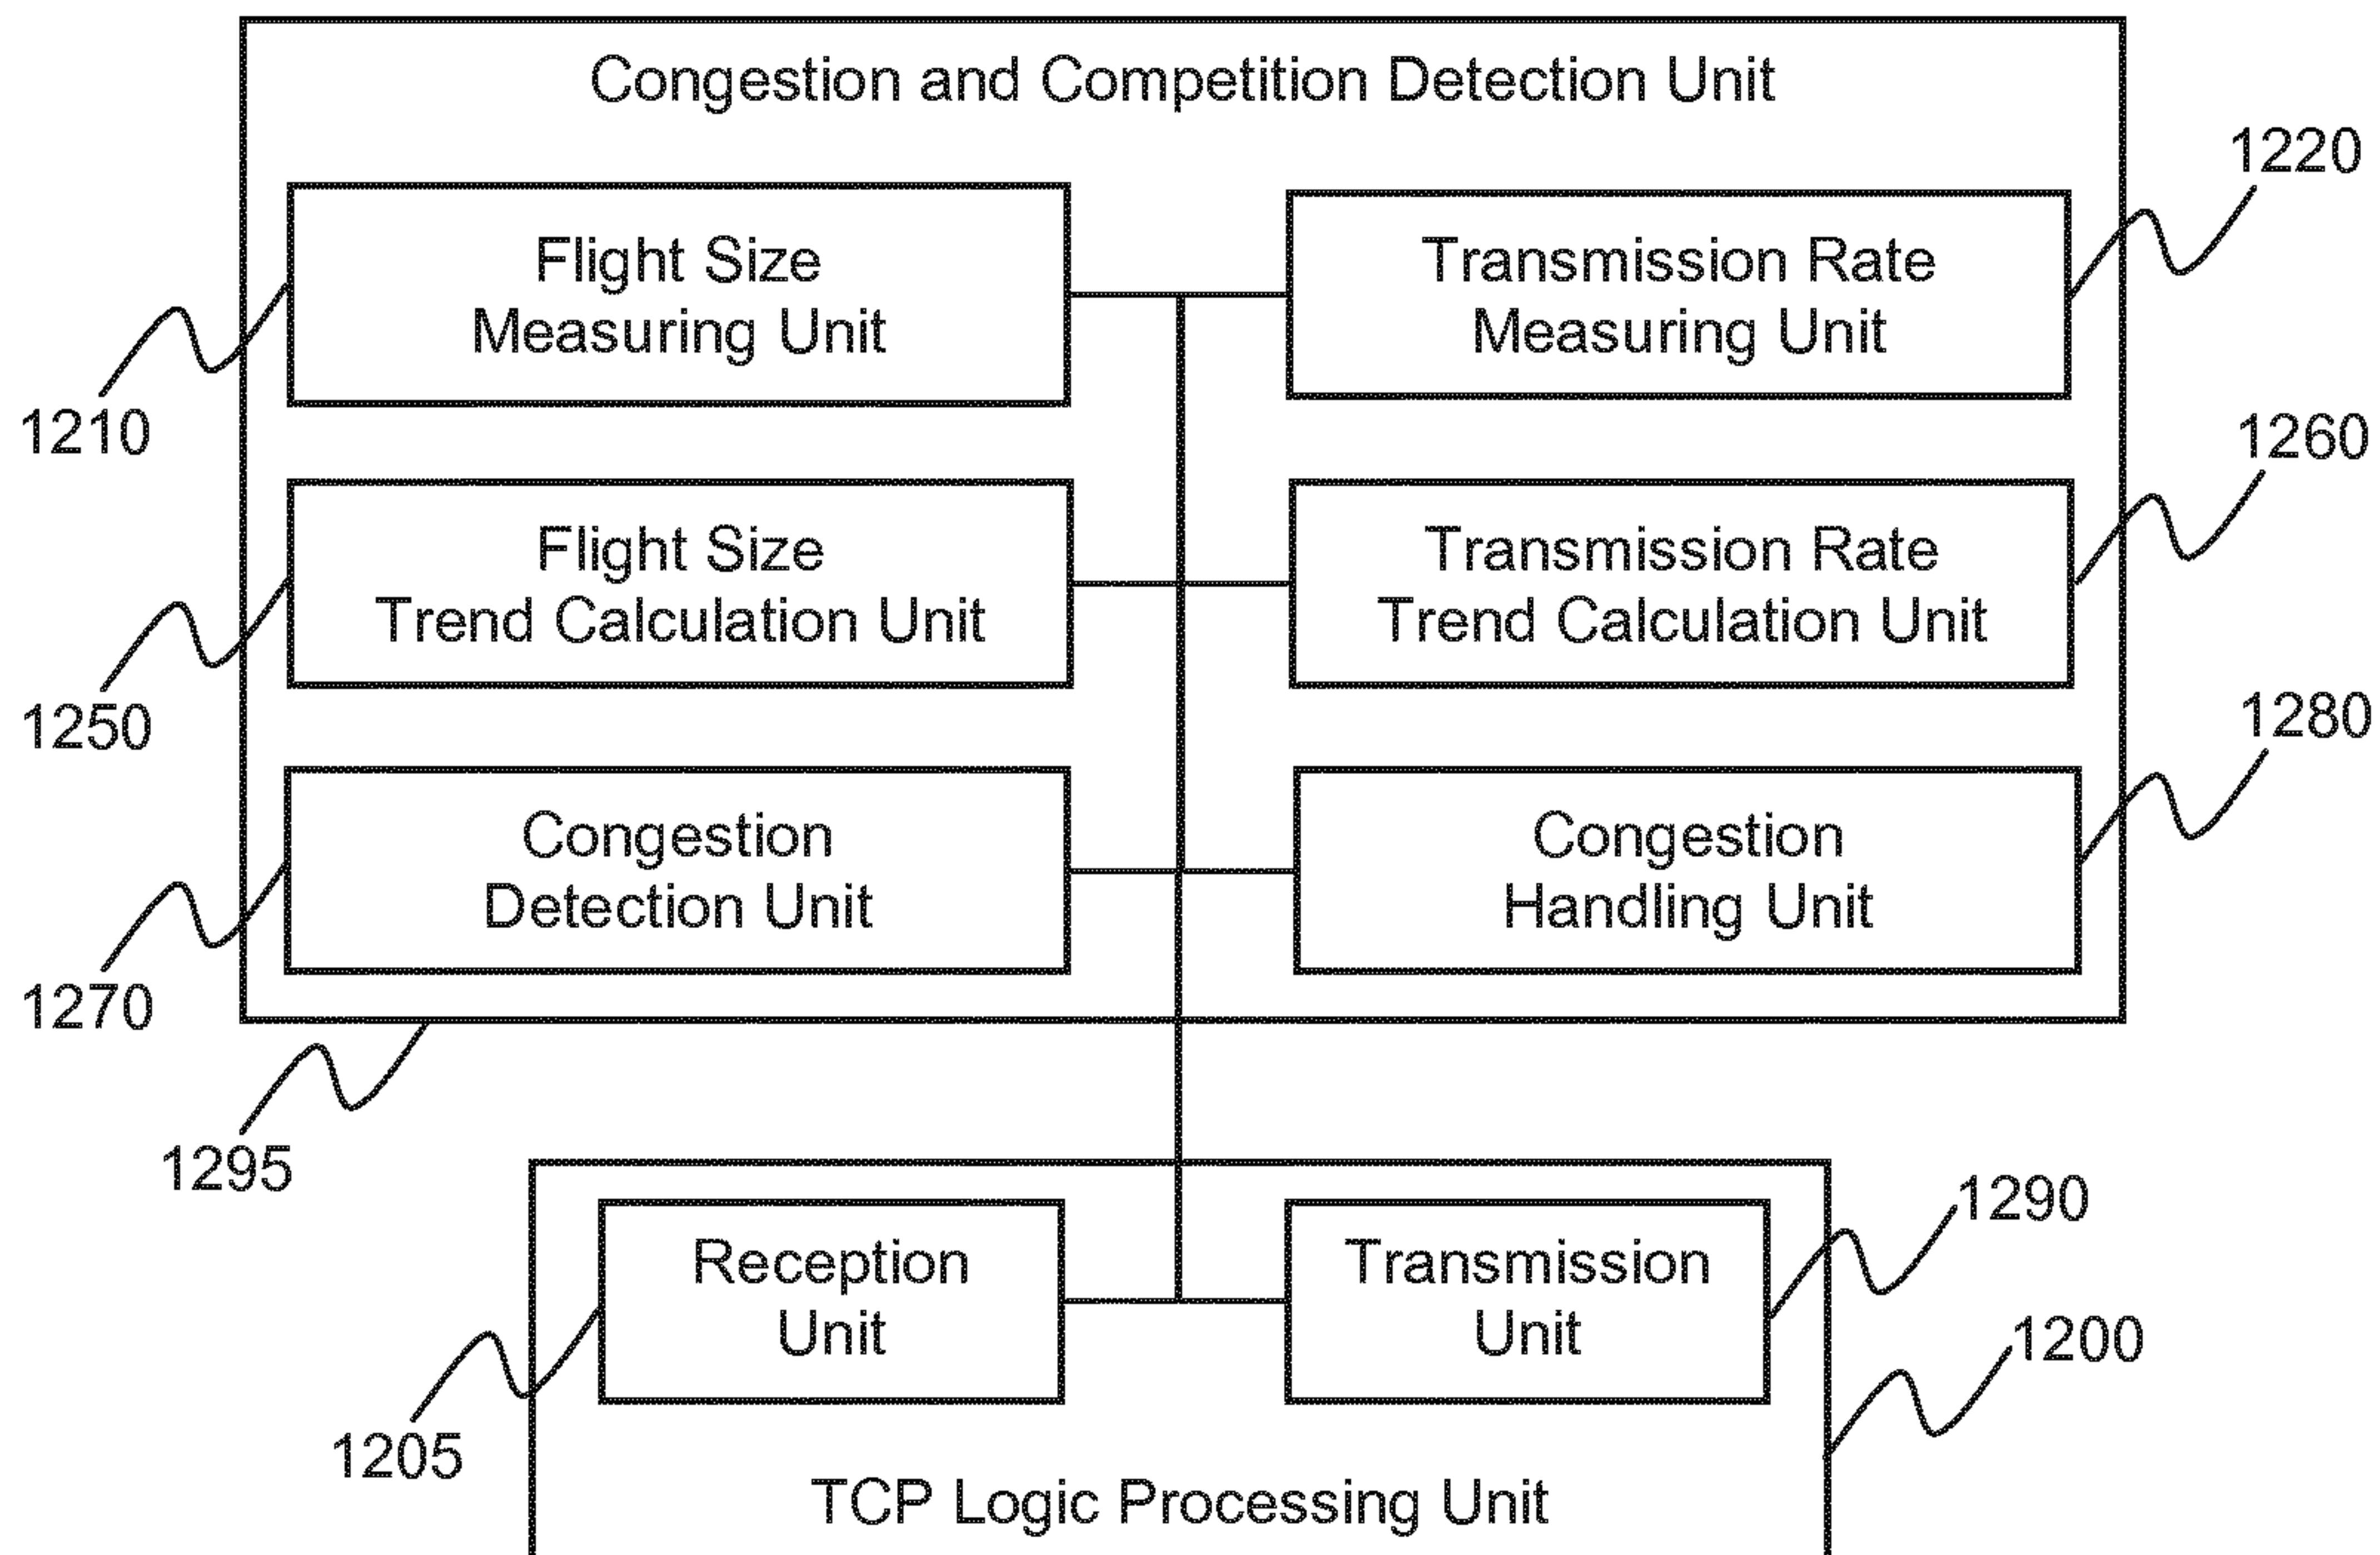 Congestion and Competition Detection Unit
1220
Flight Size
Measuring Unit
Transmission Rate
Measuring Unit
1210
1260
Flight Size
Trend Calculation Unit
Transmission Rate
Trend Calculation Unit
1250
1280
Congestion
Detection Unit
Congestion
Handling Unit
1270
1295
1290
Reception
Unit
Transmission
Unit
1200
1205
TCP Logic Processing Unit